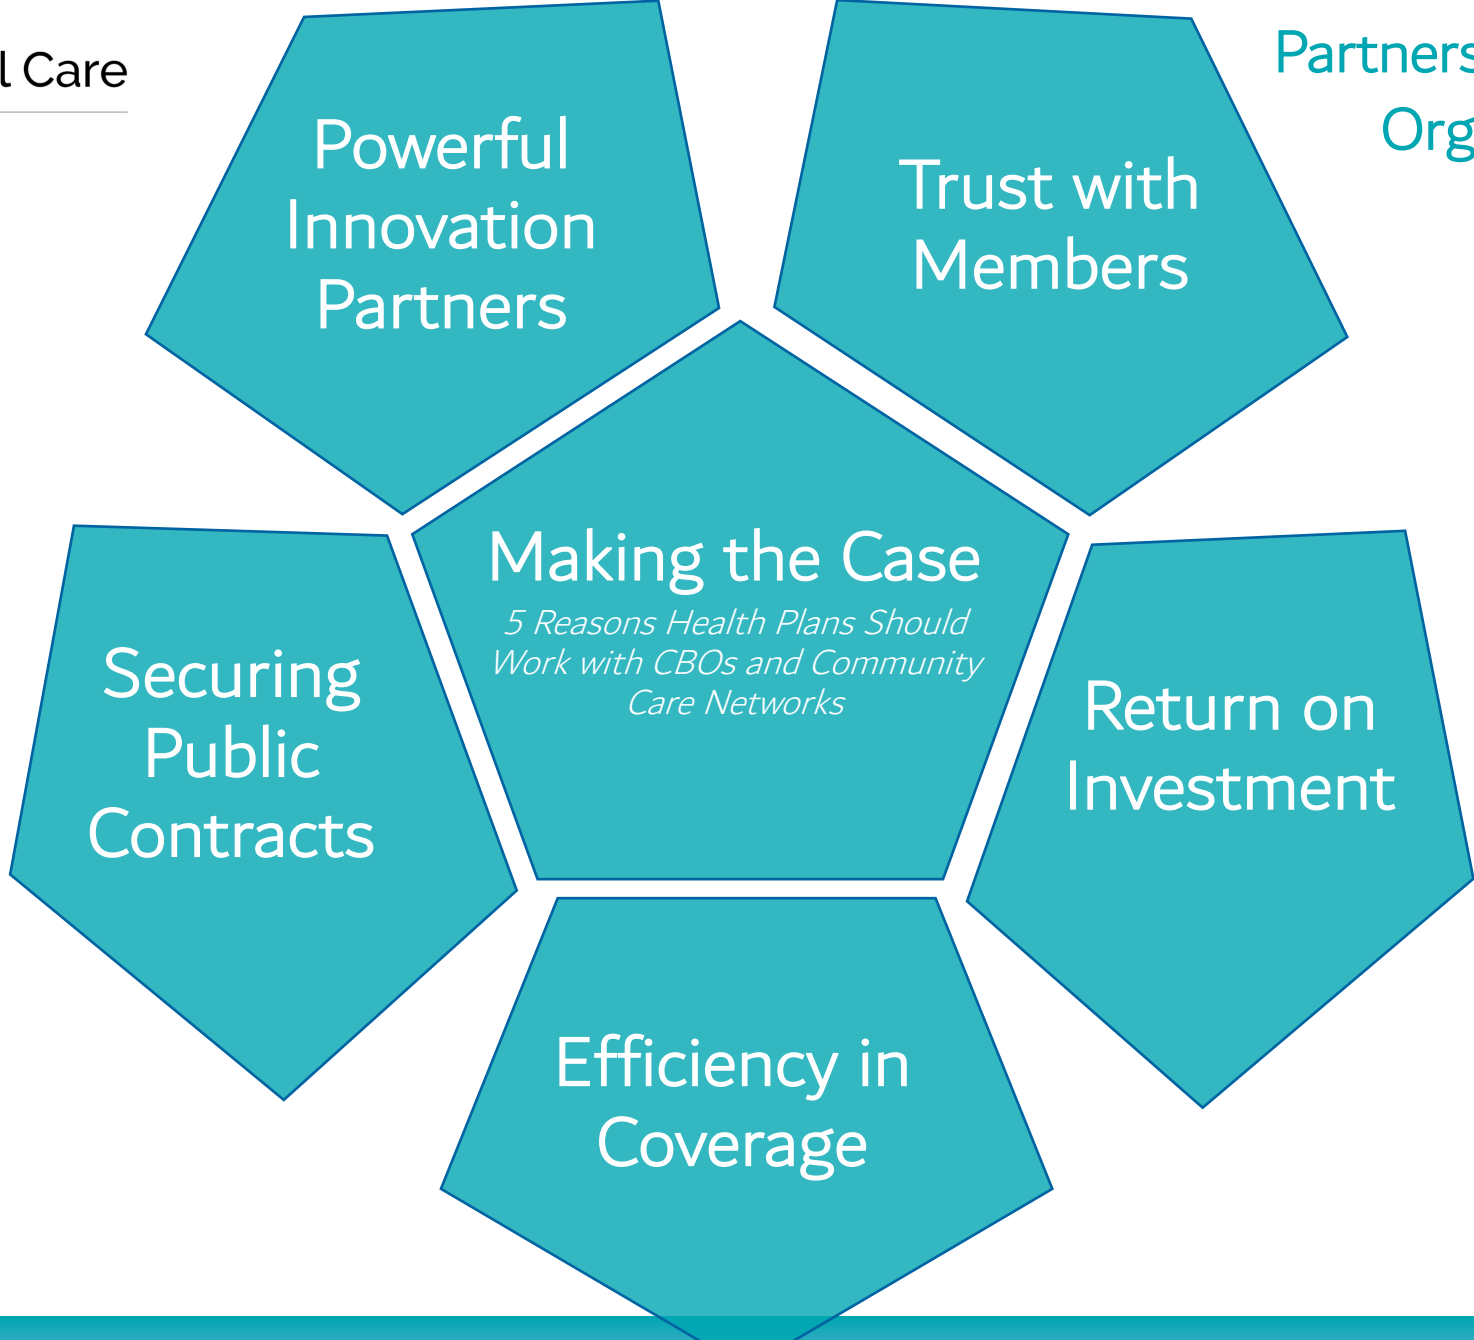 l Care
Partners
Org
Powerful
Innovation
Partners
Trust with
Members
Making the Case
5 Reasons Health Plans Should
Work with CBOs and Community
Care Networks
Securing
Public
Contracts
Return on
Investment
Efficiency in
Coverage